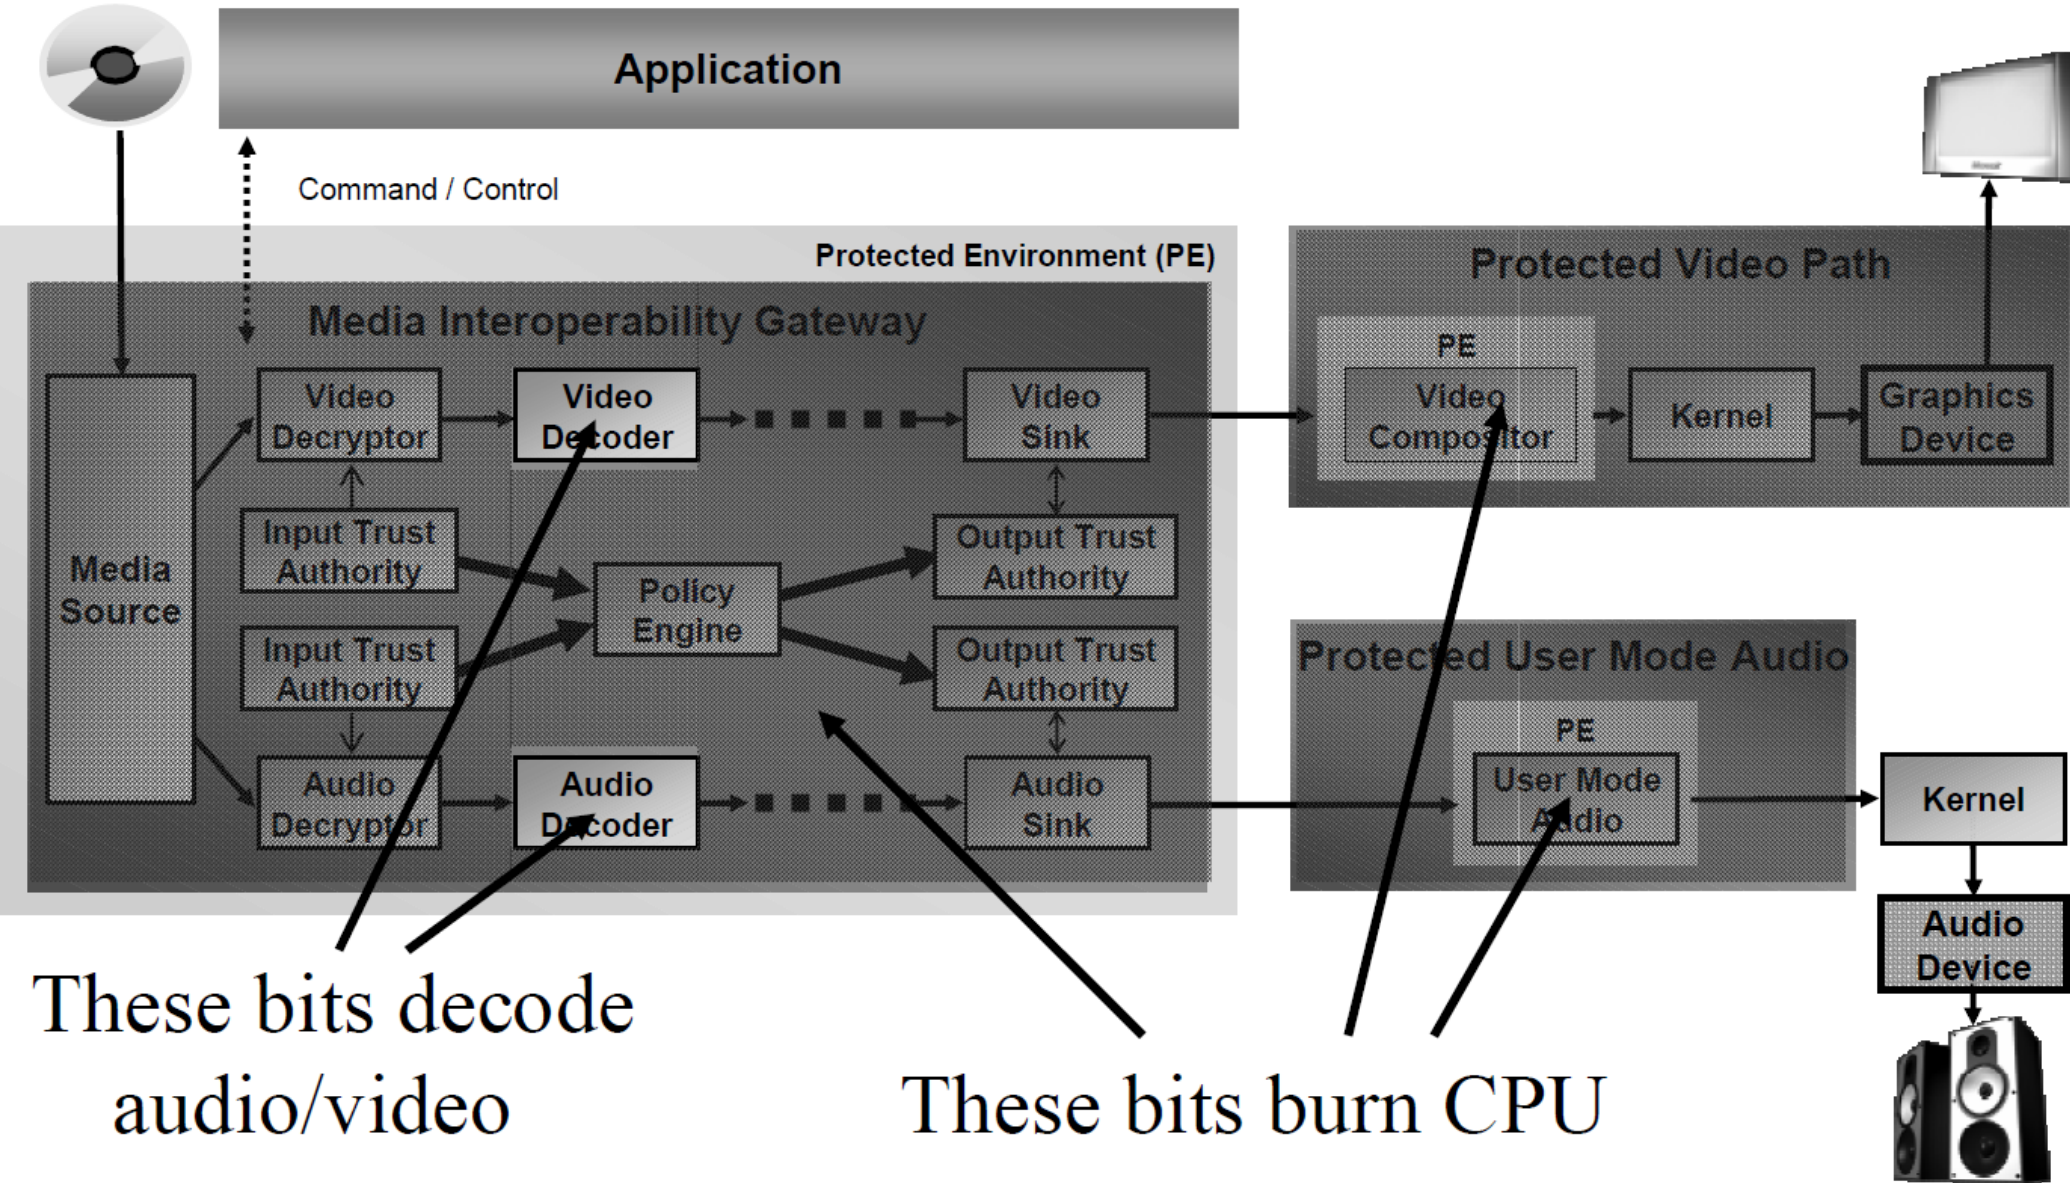 Application
Command / Control
Protected Environment (PE)
Media Interoperability Gateway
Media
Source
Video
Decryptor
Video
Decoder
Video
Sink
Input Trust
Authority
Policy
Engine
Output Trust
Authority
Input Trust
Authority
Output Trust
Authority
Audio
Decryptor
Audio
Decoder
Audio
Sink
Protected Video Path
PE
Video
Compositor
Kernel
Graphics
Device
Protected User Mode Audio
PE
User Mode
Audio
Kernel
Audio
Device
These bits decode
audio/video
These bits burn CPU